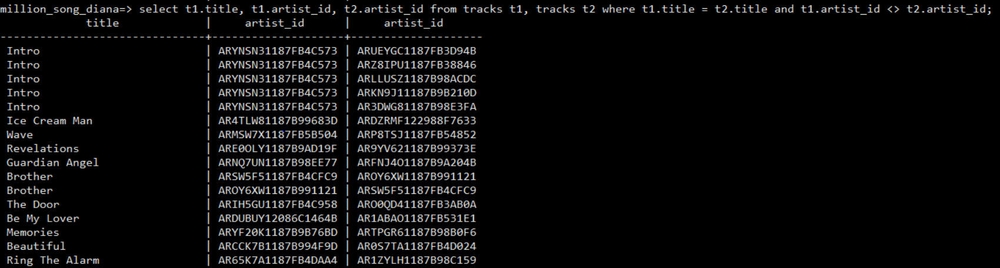 million_song_diana=> select t1.title, t1.artist_id, t2.artist_id from tracks t1, tracks t2 where t1.title = t2.title and t1.artist_id <> t2.artist_id;
title | artist_id | artist_id
------------------------------+--------------------+--------------------
Intro | ARYNSN31187FB4C573 | ARUEYGC1187FB3D94B
Intro | ARYNSN31187FB4C573 | ARZ8IPU1187FB38846
Intro | ARYNSN31187FB4C573 | ARLLUSZ1187B98ACDC
Intro | ARYNSN31187FB4C573 | ARKN9J11187B9B210D
Intro | ARYNSN31187FB4C573 | AR3DWG81187B98E3FA
Ice Cream Man | AR4TLW81187B99683D | ARDZRMF122988F7633
Wave | ARMSW7X1187FB5B504 | ARP8TSJ1187FB54852
Revelations | ARE0OLY1187B9AD19F | AR9YV621187B99373E
Guardian Angel | ARNQ7UN1187B98EE77 | ARFNJ4O1187B9A204B
Brother | ARSW5F51187FB4CFC9 | AROY6XW1187B991121
Brother | AROY6XW1187B991121 | ARSW5F51187FB4CFC9
The Door | ARIH5GU1187FB4C958 | ARO0QD41187FB3AB0A
Be My Lover | ARDUBUY12086C1464B | AR1ABAO1187FB531E1
Memories | ARYF20K1187B9B76BD | ARTPGR61187B98B0F6
Beautiful | ARCCK7B1187B994F9D | AR0S7TA1187FB4D024
Ring The Alarm | AR65K7A1187FB4DAA4 | AR1ZYLH1187B98C159